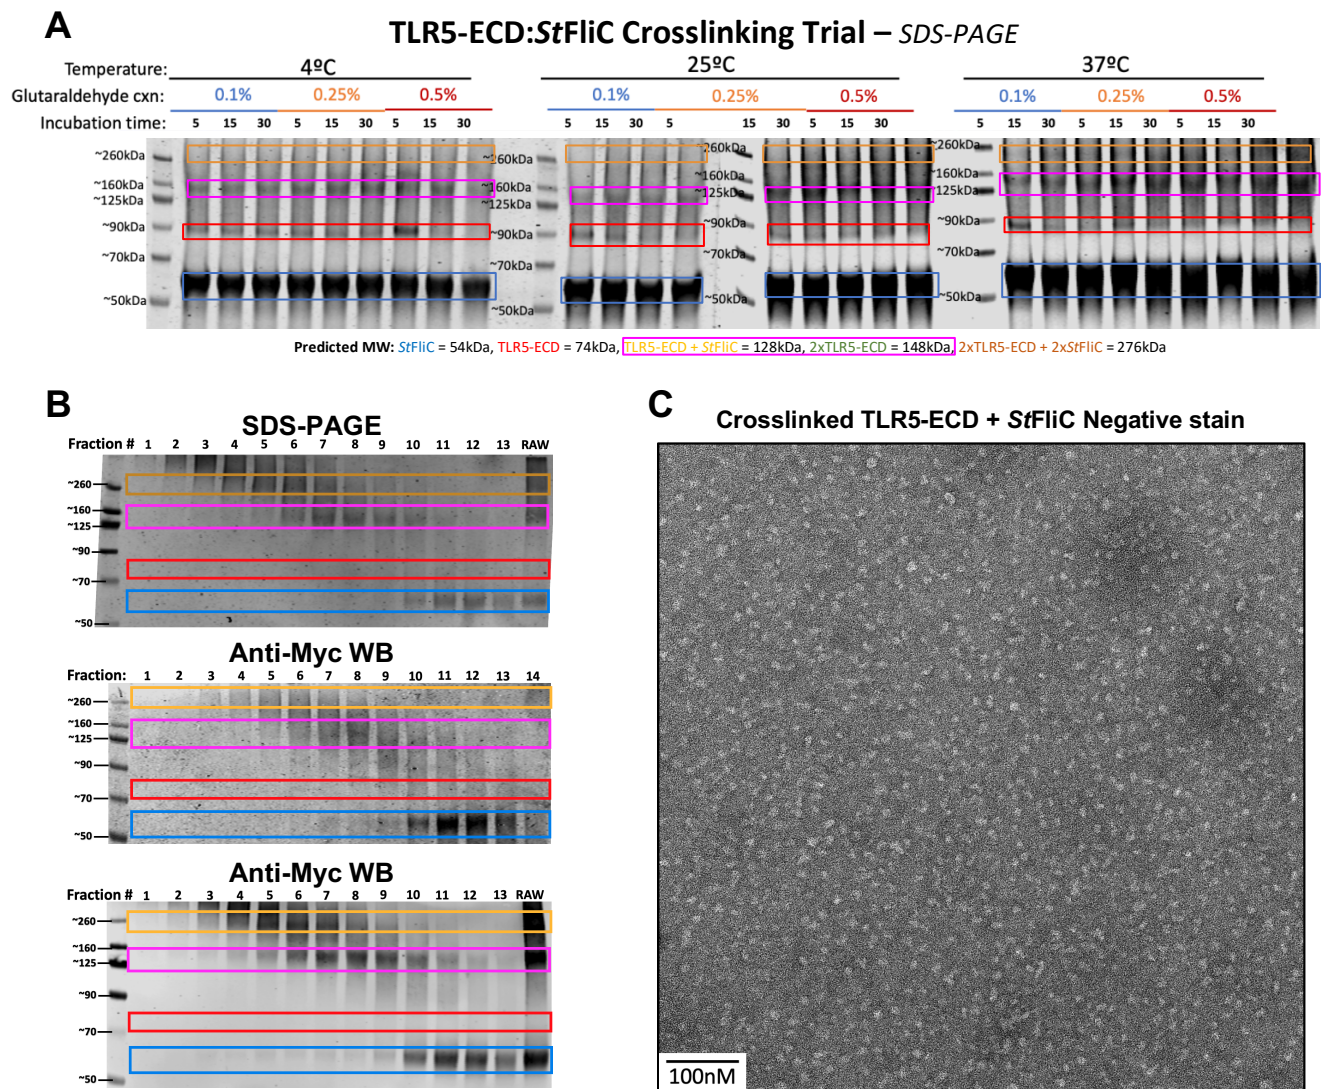 A
TLR5-ECD:StFliC Crosslinking Trial – SDS-PAGE
Temperature: 4ºC 25ºC 37ºC
Glutaraldehyde cxn: 0.1% 0.25% 0.5% 0.1% 0.25% 0.5% 0.1% 0.25% 0.5%
Incubation time: 5 15 30 5 15 30 5 15 30 5 15 30 5 15 30 5 15 30 5 15 30 5 15 30 5 15 30
~260kDa
~160kDa
~125kDa
~90kDa
~70kDa
~50kDa
~260kDa
~160kDa
~125kDa
~90kDa
~70kDa
~50kDa
~260kDa
~160kDa
~125kDa
~90kDa
~70kDa
~50kDa
~260kDa
~160kDa
125kDa
~90kDa
~70kDa
~50kDa
Predicted MW: StFliC = 54kDa, TLR5-ECD = 74kDa, TLR5-ECD + StFliC = 128kDa, 2xTLR5-ECD = 148kDa, 2xTLR5-ECD + 2xStFliC = 276kDa
B
SDS-PAGE
Fraction # 1 2 3 4 5 6 7 8 9 10 11 12 13 RAW
~260
~160
~125
~90
~70
~50
Anti-Myc WB
Fraction: 1 2 3 4 5 6 7 8 9 10 11 12 13 14
~260
~160
~125
~90
~70
~50
Anti-Myc WB
Fraction # 1 2 3 4 5 6 7 8 9 10 11 12 13 RAW
~260
~160
~125
~90
~70
~50
C
Crosslinked TLR5-ECD + StFliC Negative stain
100nM